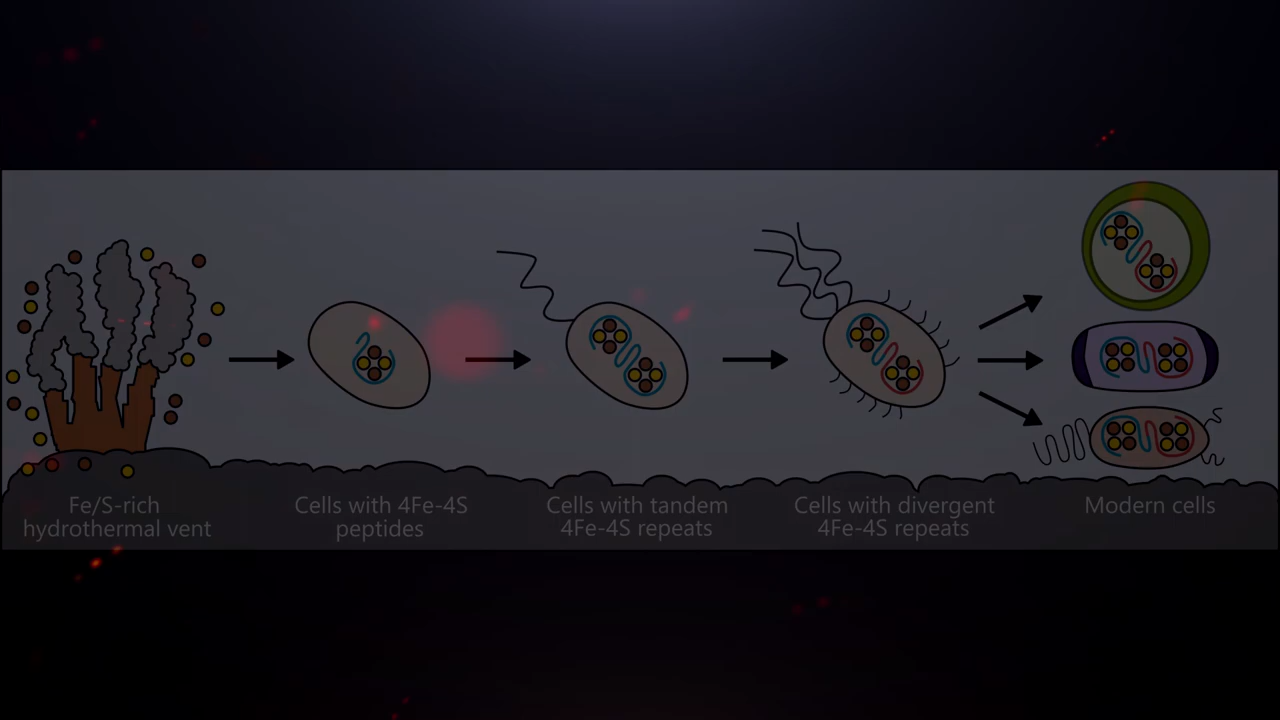 Fe/S-rich
hydrothermal vent
Cells with 4Fe-4S
peptides
Cells with tandem
4Fe-4S repeats
Cells with divergent
4Fe-4S repeats
Modern cells